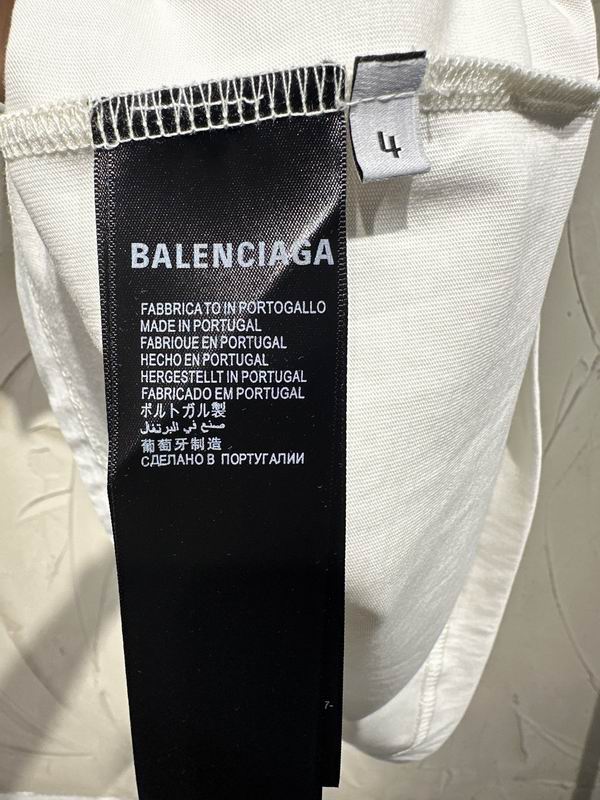 4
BALENCIAGA
FABBRICATO IN PORTOGALLO
MADE IN PORTUGAL
FABRIQUE EN PORTUGAL
HECHO EN PORTUGAL
HERGESTELLT IN PORTUGAL
FABRICADO EM PORTUGAL
ポルトガル製
صنع في البرتغال
葡萄牙制造
СДЕЛАНО В ПОРТУГАЛИИ
7-